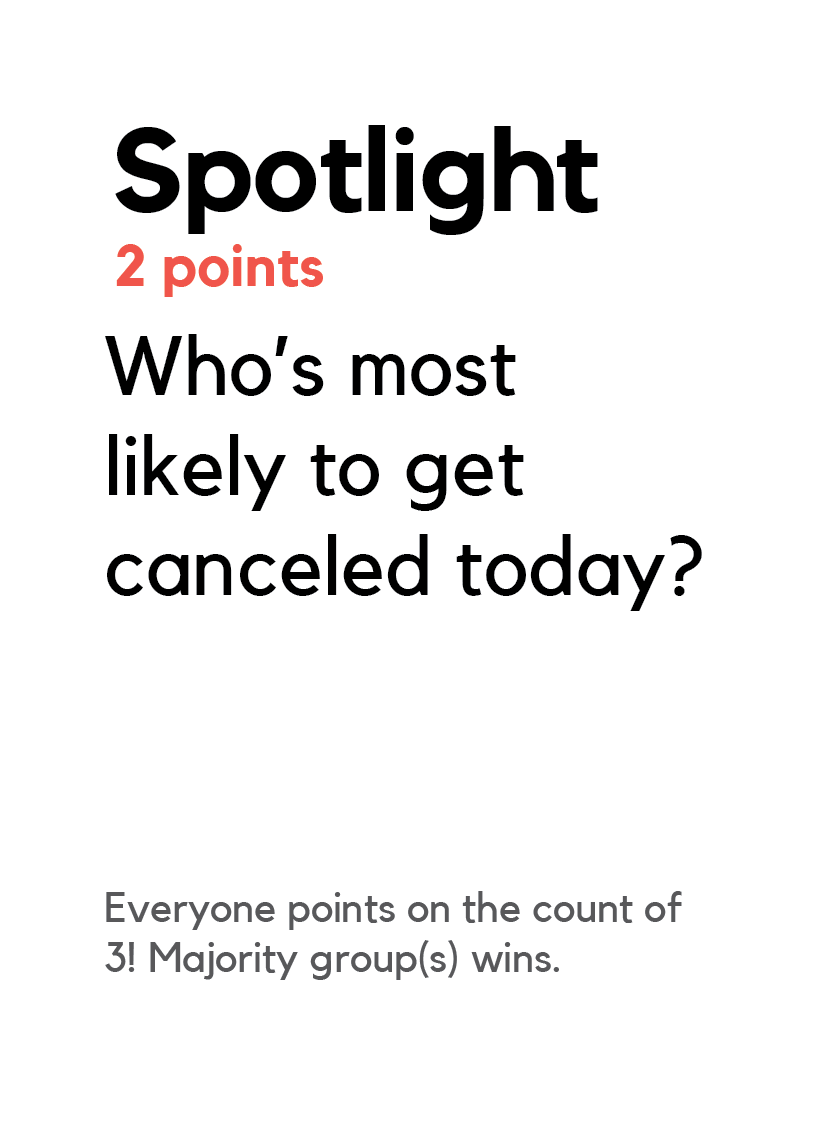 Spotlight
2 points
Who's most
likely to get
canceled today?
Everyone points on the count of
3! Majority group(s) wins.